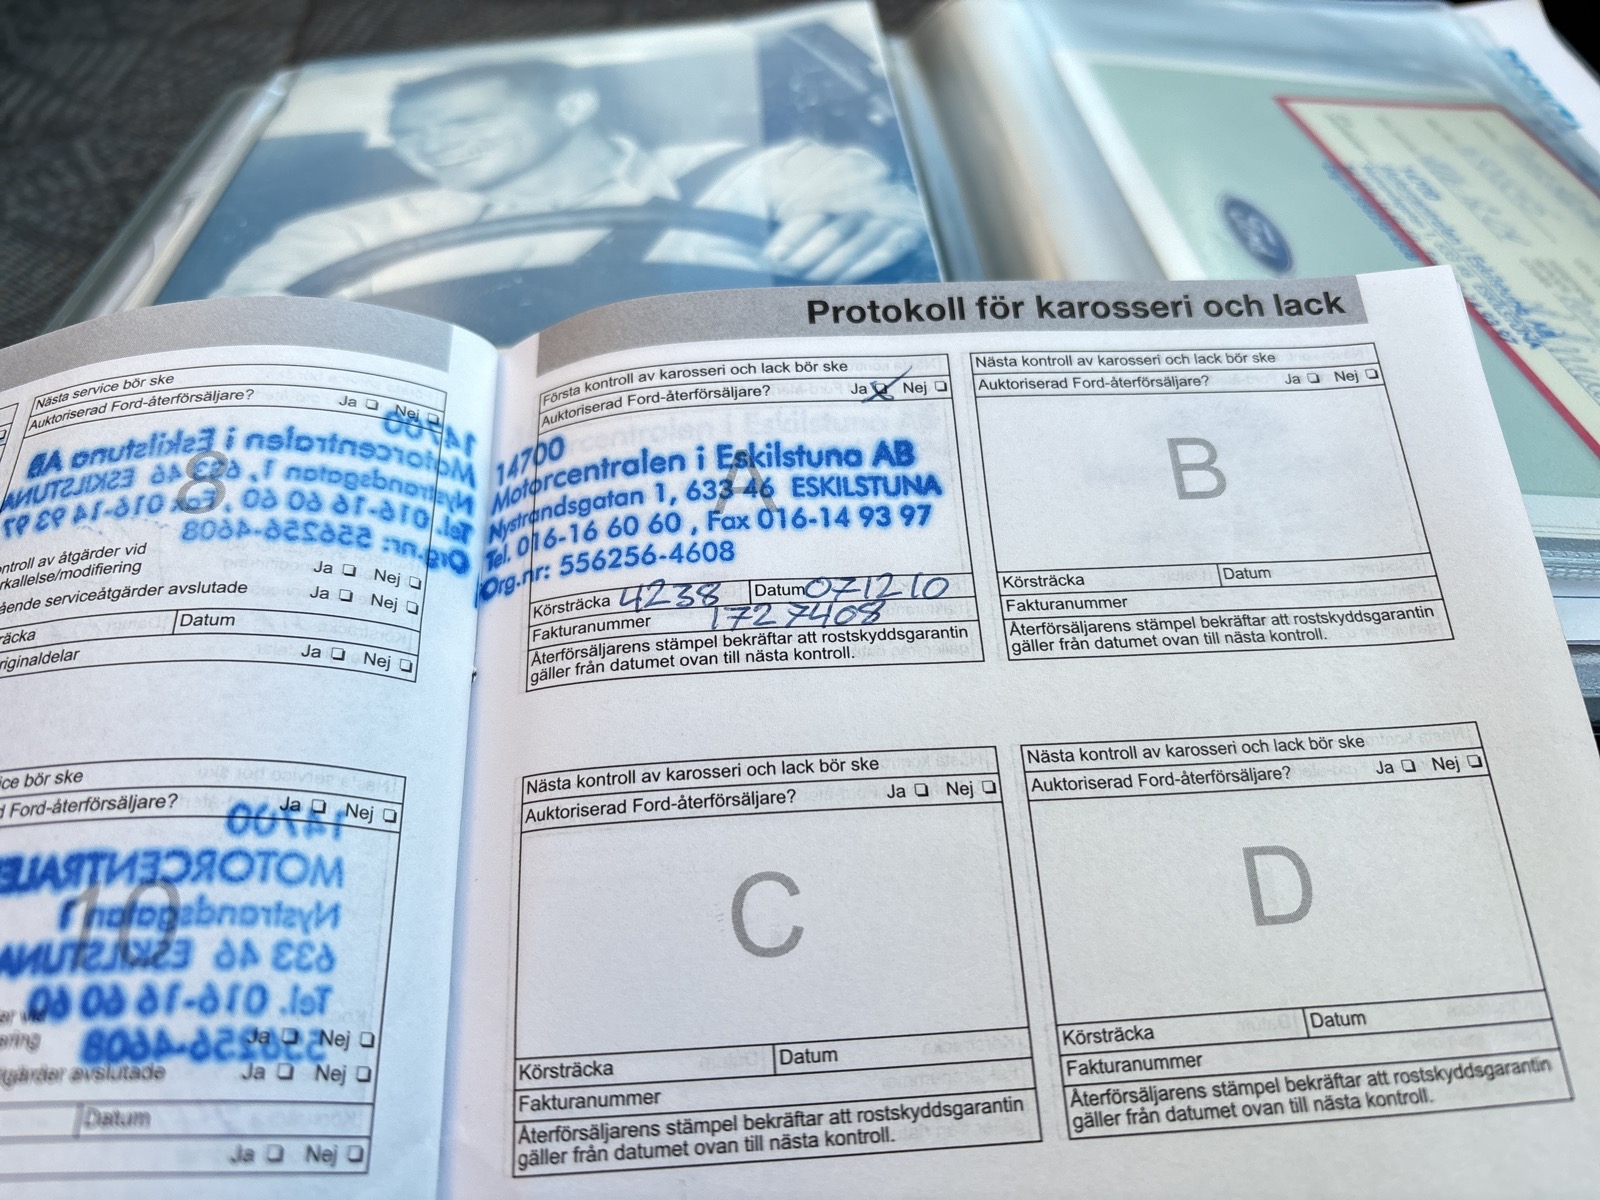 Protokoll för karosseri och lack
Nästa service bör ske
Auktoriserad Ford-återförsäljare? Ja Nej
14700
Motorcentralen i Eskilstuna AB
Nystrandsgatan 1, 633 46 ESKILSTUNA
Tel. 016-16 60 60, Fax 016-14 93 97
Org.nr: 556256-4608
8
ntroll av åtgärder vid
rkallelse/modifiering Ja Nej
ående serviceåtgärder avslutade Ja Nej
räcka Datum
riginaldelar Ja Nej
ice bör ske
d Ford-återförsäljare? Ja Nej
14700
MOTORCENTRALE
Nystrandsgatan 1
633 46 ESKILSTUNA
Tel. 016-16 60 60
556256-4608
10
Ja Nej
gärder avslutade Ja Nej
Datum
Ja Nej
Första kontroll av karosseri och lack bör ske
Auktoriserad Ford-återförsäljare? Ja Nej
A
14700
Motorcentralen i Eskilstuna AB
Nystrandsgatan 1, 633 46 ESKILSTUNA
Tel. 016-16 60 60 , Fax 016-14 93 97
Org.nr: 556256-4608
Körsträcka 4238 Datum 071210
Fakturanummer 1727408
Återförsäljarens stämpel bekräftar att rostskyddsgarantin
gäller från datumet ovan till nästa kontroll.
Nästa kontroll av karosseri och lack bör ske
Auktoriserad Ford-återförsäljare? Ja Nej
B
Körsträcka Datum
Fakturanummer
Återförsäljarens stämpel bekräftar att rostskyddsgarantin
gäller från datumet ovan till nästa kontroll.
Nästa kontroll av karosseri och lack bör ske
Auktoriserad Ford-återförsäljare? Ja Nej
C
Körsträcka Datum
Fakturanummer
Återförsäljarens stämpel bekräftar att rostskyddsgarantin
gäller från datumet ovan till nästa kontroll.
Nästa kontroll av karosseri och lack bör ske
Auktoriserad Ford-återförsäljare? Ja Nej
D
Körsträcka Datum
Fakturanummer
Återförsäljarens stämpel bekräftar att rostskyddsgarantin
gäller från datumet ovan till nästa kontroll.